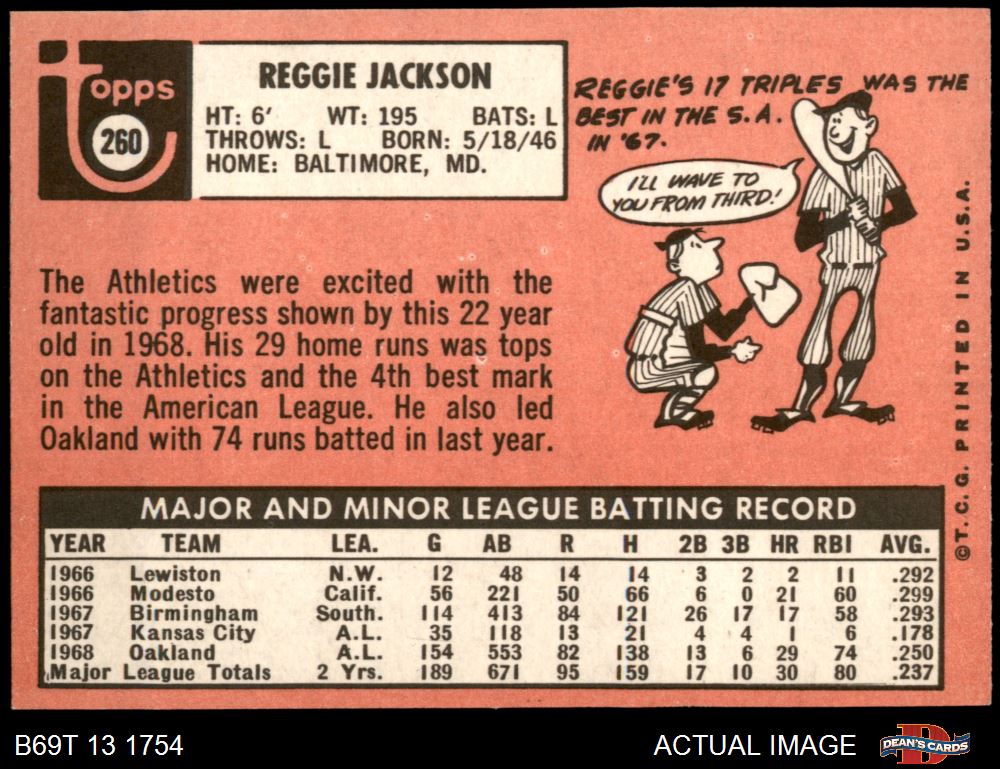 Topps
260
REGGIE JACKSON
HT: 6' WT: 195 BATS: L
THROWS: L BORN: 5/18/46
HOME: BALTIMORE, MD.
REGGIE'S 17 TRIPLES WAS THE
BEST IN THE S.A.
IN '67.
I'LL WAVE TO
YOU FROM THIRD!
The Athletics were excited with the
fantastic progress shown by this 22 year
old in 1968. His 29 home runs was tops
on the Athletics and the 4th best mark
in the American League. He also led
Oakland with 74 runs batted in last year.
©T.C.G. PRINTED IN U.S.A.
MAJOR AND MINOR LEAGUE BATTING RECORD
YEAR TEAM LEA. G AB R H 2B 3B HR RBI AVG.
1966 Lewiston N.W. 12 48 14 14 3 2 2 11 .292
1966 Modesto Calif. 56 221 50 66 6 0 21 60 .299
1967 Birmingham South. 114 413 84 121 26 17 17 58 .293
1967 Kansas City A.L. 35 118 13 21 4 4 1 6 .178
1968 Oakland A.L. 154 553 82 138 13 6 29 74 .250
Major League Totals 2 Yrs. 189 671 95 159 17 10 30 80 .237
B69T 13 1754
ACTUAL IMAGE
DEAN'S CARDS